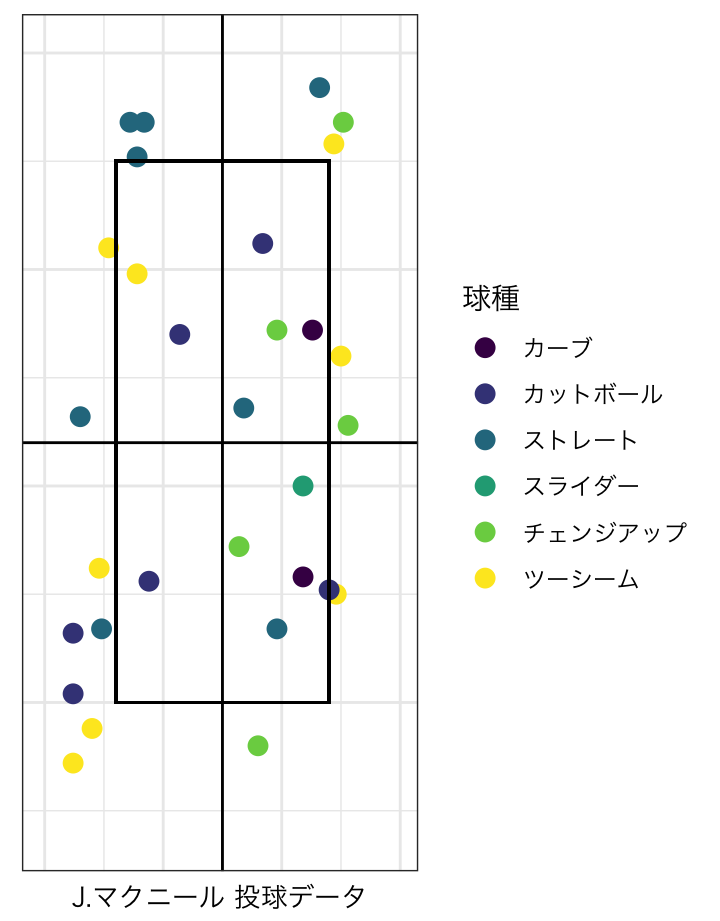 球種
カーブ
カットボール
ストレート
スライダー
チェンジアップ
ツーシーム
J.マクニール 投球データ